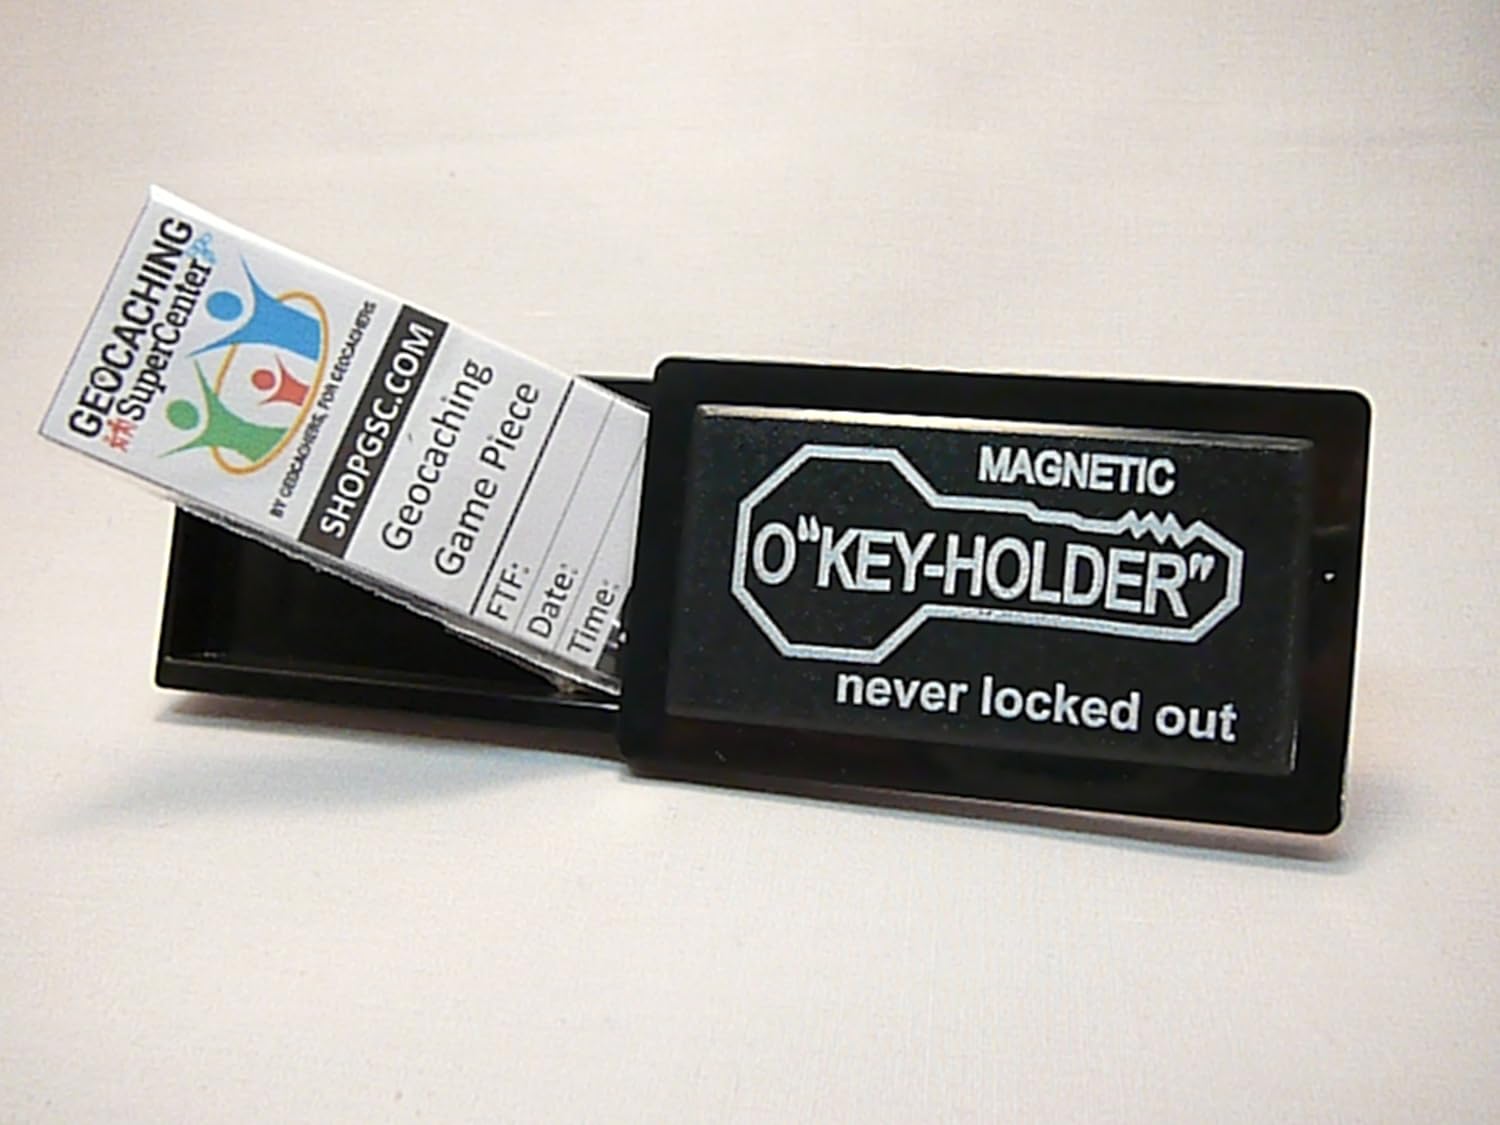 GEOCACHING
SuperCenter
BY GEOCACHERS, FOR GEOCACHERS
SHOPGSC.COM
Geocaching
Game Piece
FTF:
Date:
Time:
MAGNETIC
O"KEY-HOLDER"
never locked out